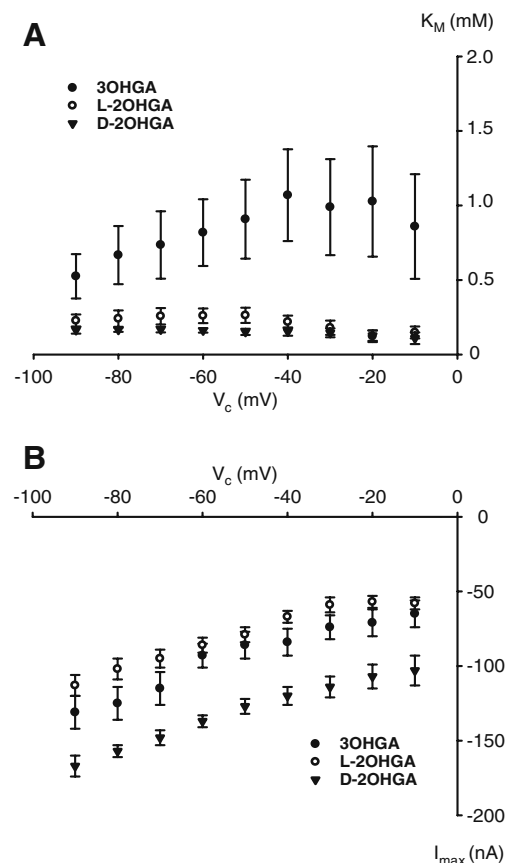 A
K_M (mM)
3OHGA
L-2OHGA
D-2OHGA
2.0
1.5
1.0
0.5
0
-100 -80 -60 -40 -20 0
V_c (mV)
B
V_c (mV)
-100 -80 -60 -40 -20 0
0
-50
-100
-150
-200
3OHGA
L-2OHGA
D-2OHGA
I_max (nA)